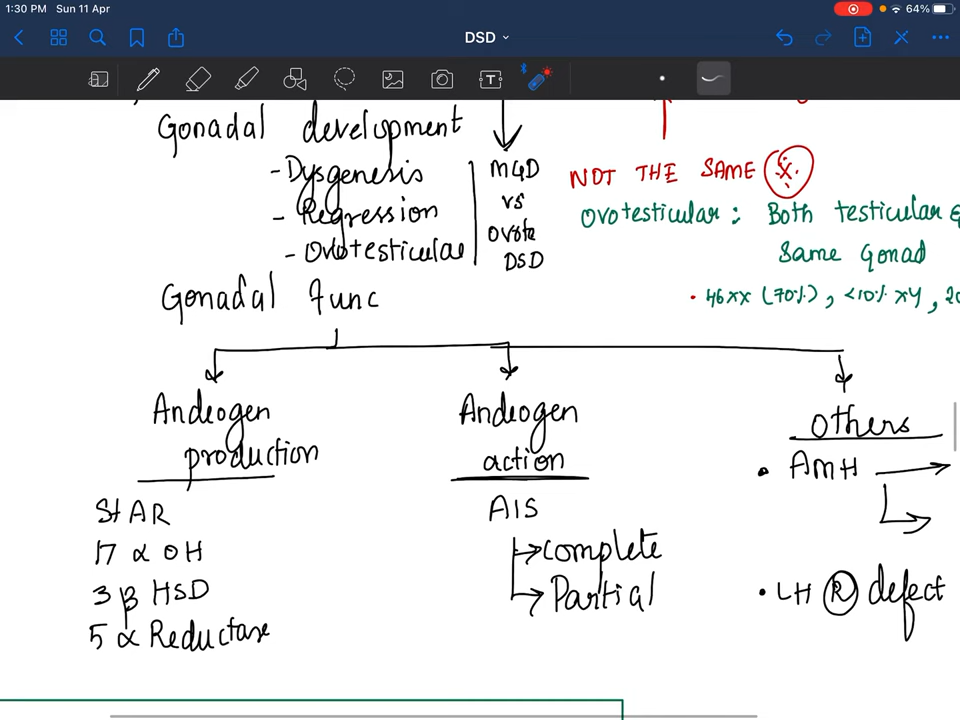 1:30 PM Sun 11 Apr
64%
DSD
T
Gonadal development
- Dysgenesis
- Regression
- Ovotesticular
MGD
vs
Ovote
DSD
NOT THE SAME X
Ovotesticular : Both testicular &
Same gonad
• 46XX (70%), <10% XY, 20
Gonadal func
Androgen
production
StAR
17 α OH
3 β HSD
5 α Reductase
Androgen
action
AIS
→ Complete
→ Partial
Others
• AMH →
• LH R defect